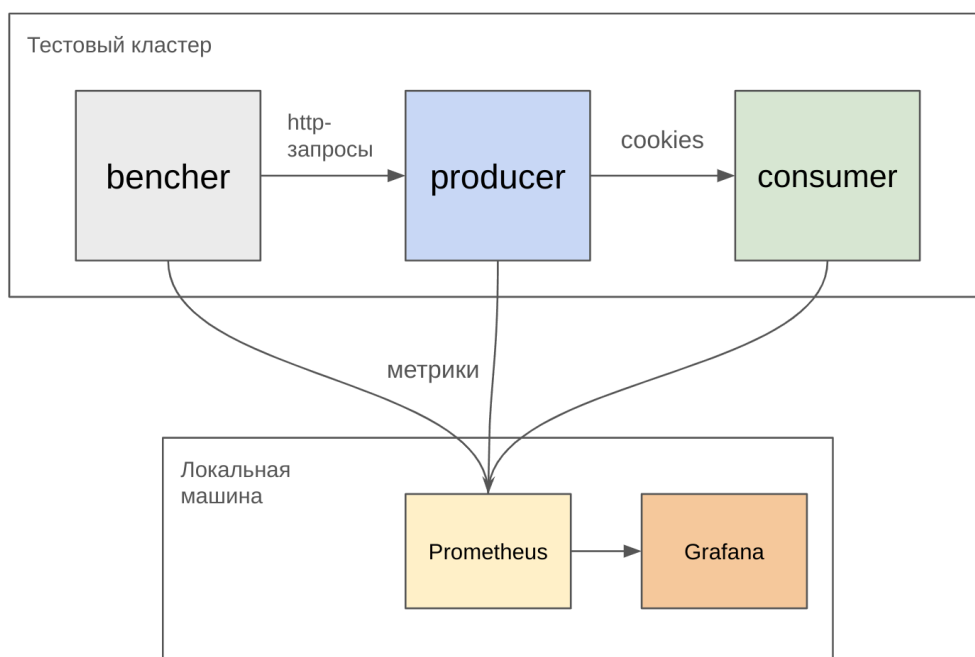 Тестовый кластер
bencher
http-
запросы
producer
cookies
consumer
метрики
Локальная
машина
Prometheus
Grafana